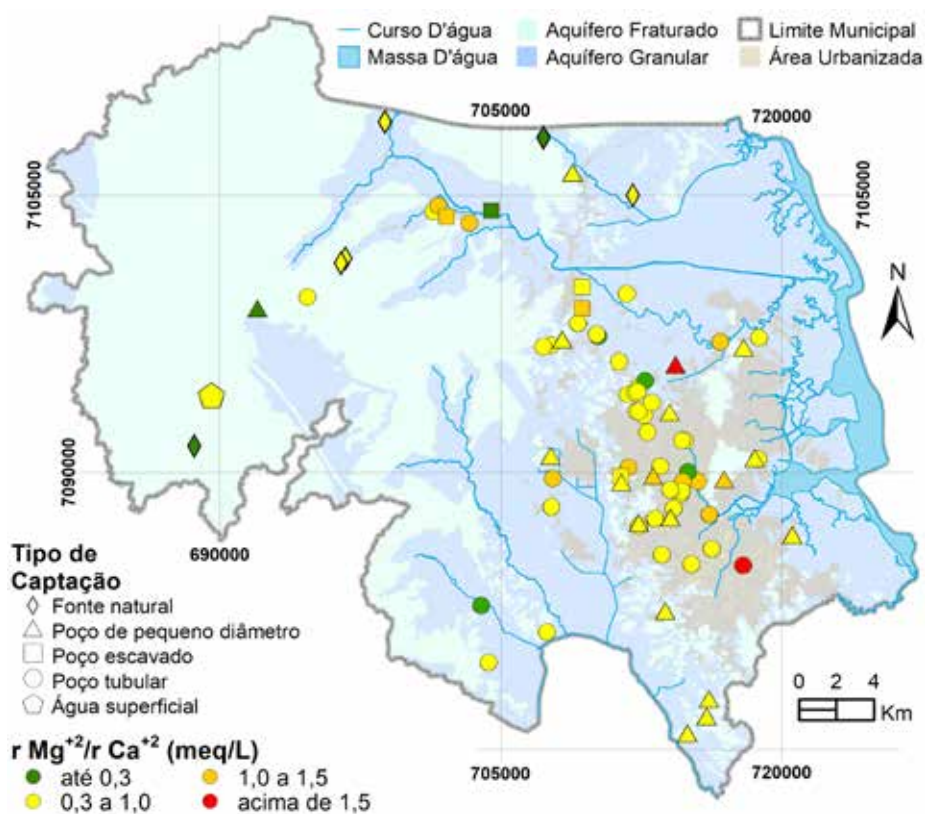 Curso D'água
Aquífero Fraturado
Limite Municipal
Massa D'água
Aquífero Granular
Área Urbanizada
705000
720000
7105000
7105000
N
7090000
7090000
690000
Tipo de
Captação
Fonte natural
Poço de pequeno diâmetro
Poço escavado
Poço tubular
Água superficial
0 2 4
Km
r Mg+2/r Ca+2 (meq/L)
até 0,3
1,0 a 1,5
0,3 a 1,0
acima de 1,5
705000
720000